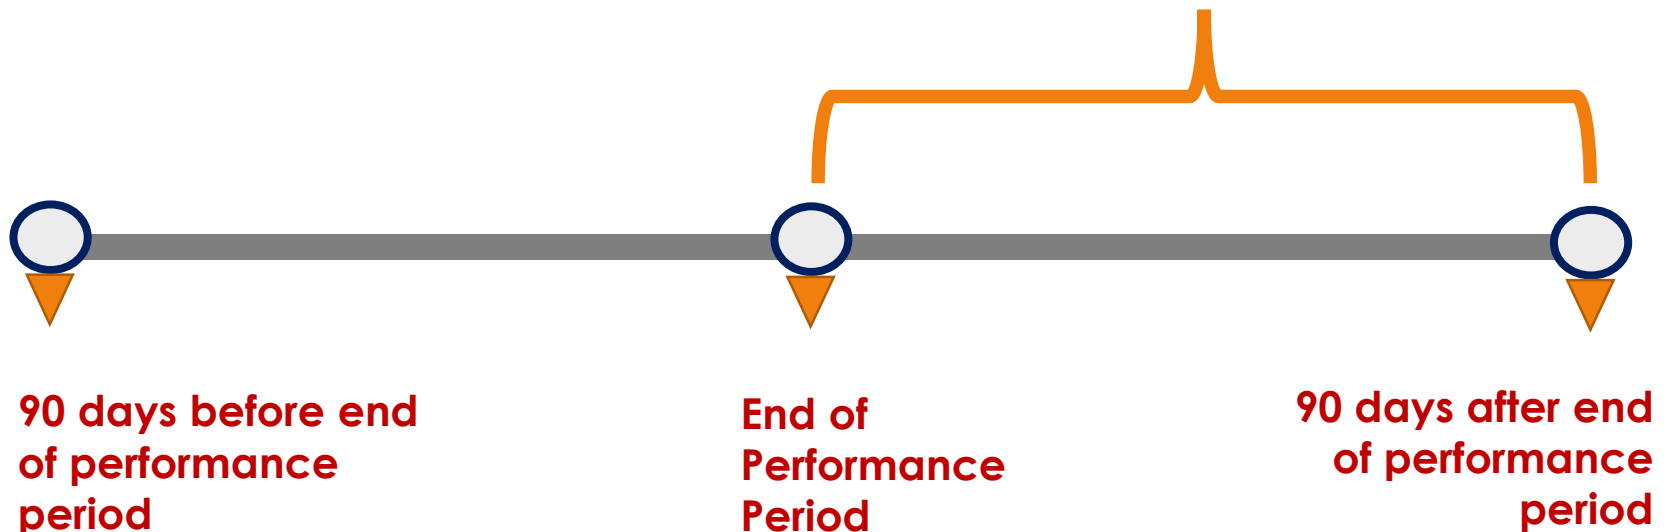 90 days before end
of performance
period
End of
Performance
Period
90 days after end
of performance
period